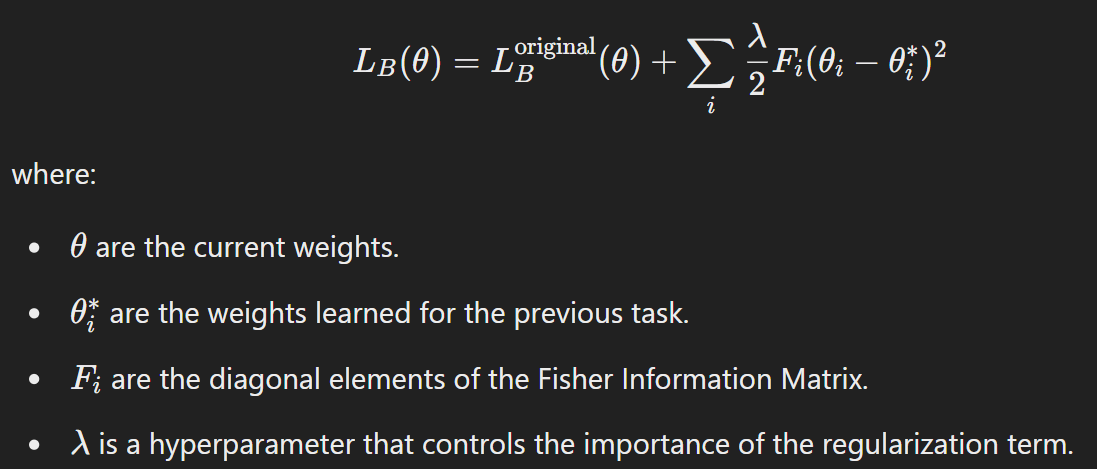 L_B(θ) = L_B^original(θ) + ∑_i λ/2 F_i(θ_i − θ_i^*)^2
where:
• θ are the current weights.
• θ_i^* are the weights learned for the previous task.
• F_i are the diagonal elements of the Fisher Information Matrix.
• λ is a hyperparameter that controls the importance of the regularization term.